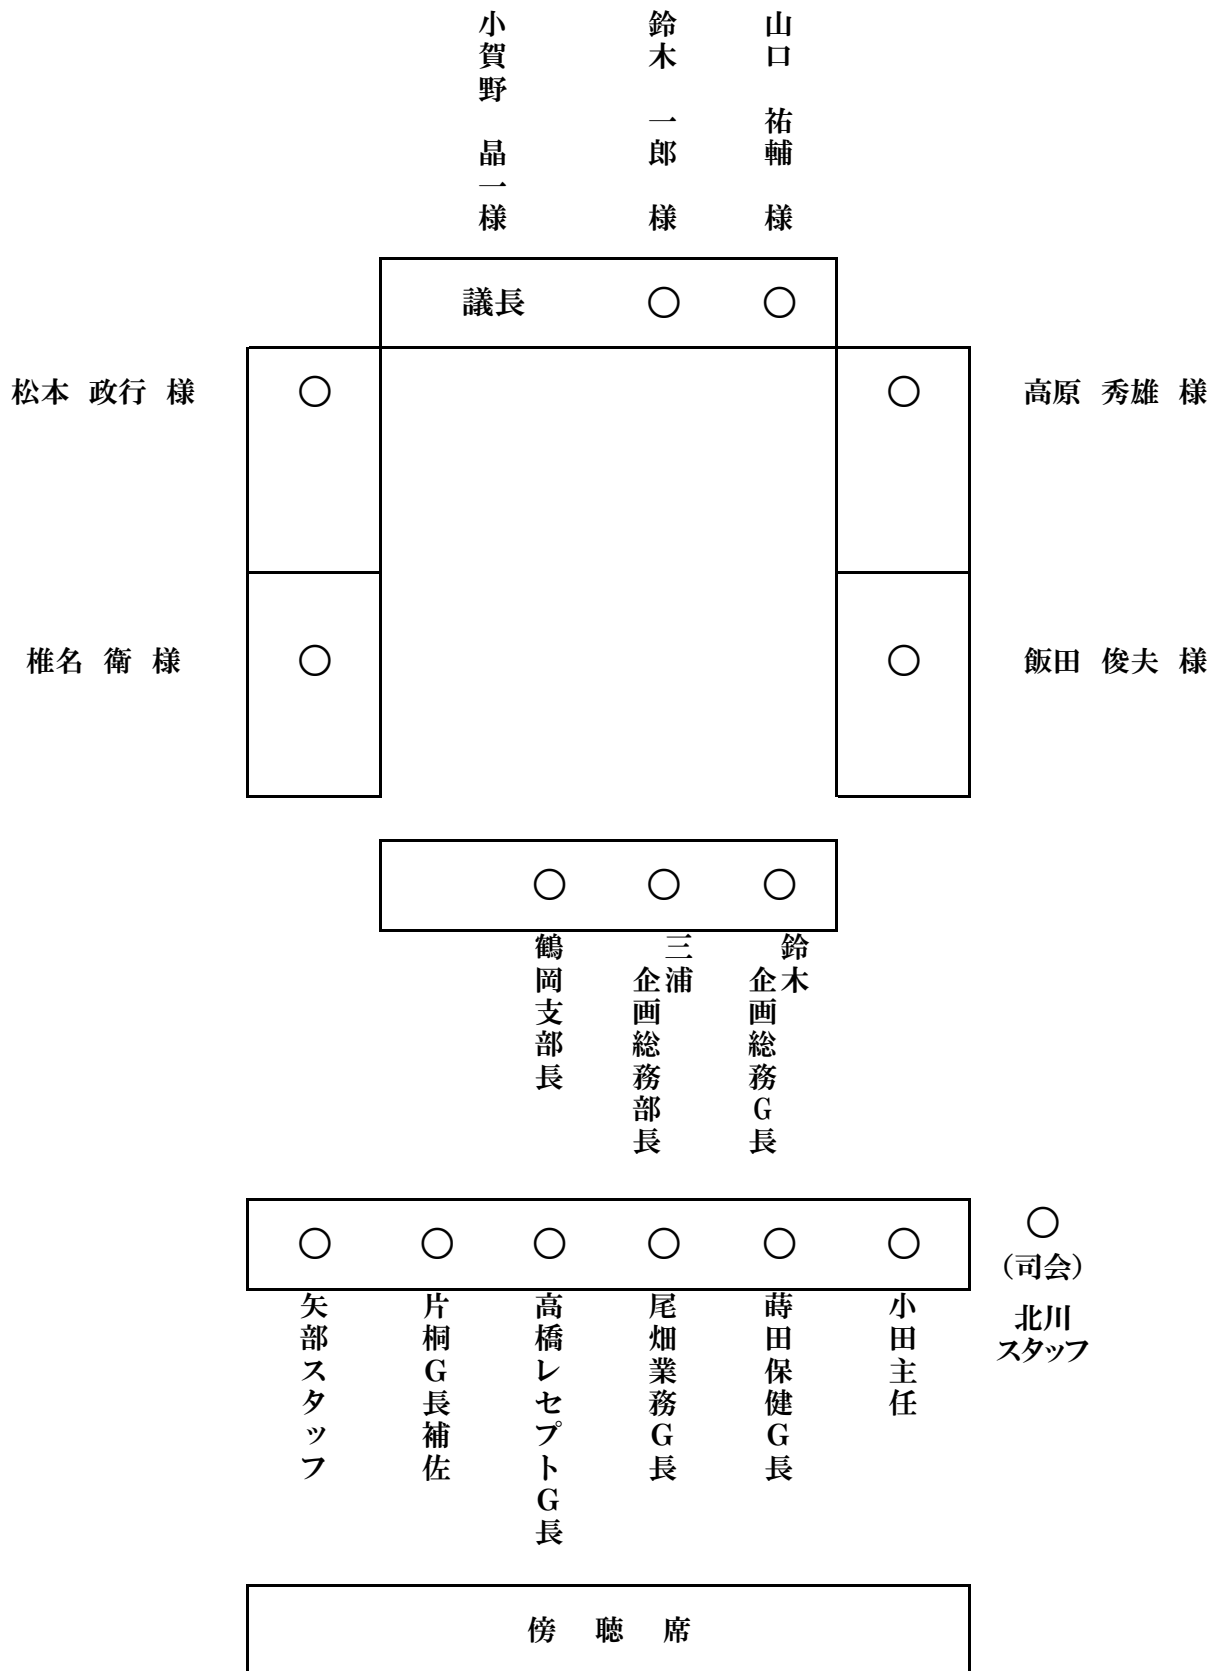 小賀野 晶一様
鈴木 一郎 様
山口 祐輔 様
議長 ○ ○
松本 政行 様 ○
○ 高原 秀雄 様
椎名 衛 様 ○
○ 飯田 俊夫 様
○ ○ ○
鶴岡支部長
三浦
企画総務部長
鈴木
企画総務G長
○ ○ ○ ○ ○ ○
○
(司会)
北川
スタッフ
矢部スタッフ
片桐G長補佐
高橋レセプトG長
尾畑業務G長
蒔田保健G長
小田主任
傍 聴 席